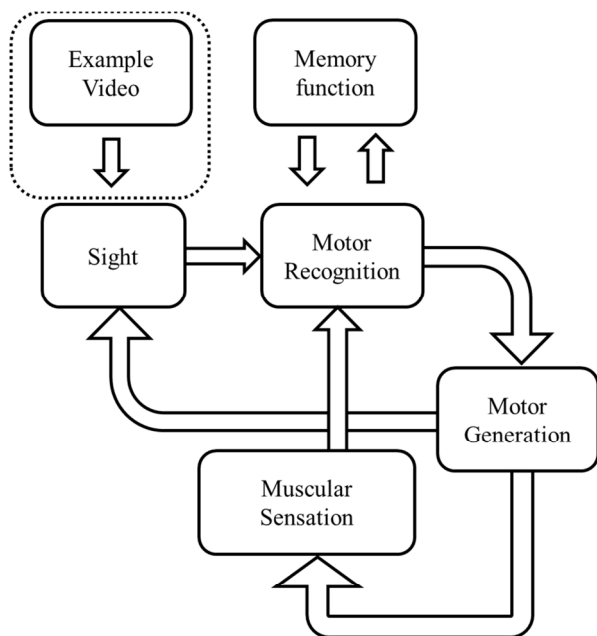 Example
Video
Memory
function
Sight
Motor
Recognition
Motor
Generation
Muscular
Sensation